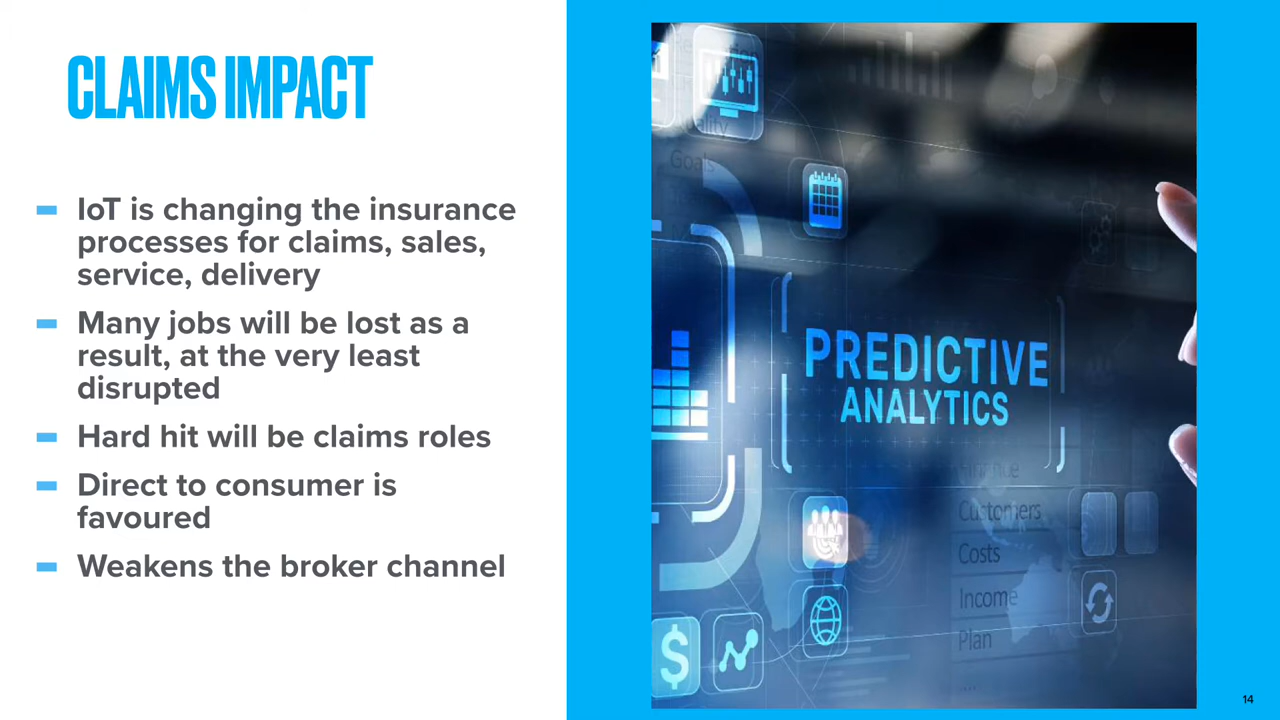 CLAIMS IMPACT
IoT is changing the insurance
processes for claims, sales,
service, delivery
Many jobs will be lost as a
result, at the very least
disrupted
Hard hit will be claims roles
Direct to consumer is
favoured
Weakens the broker channel
Goals
PREDICTIVE
ANALYTICS
Customers
Costs
Income
Plan
$
14